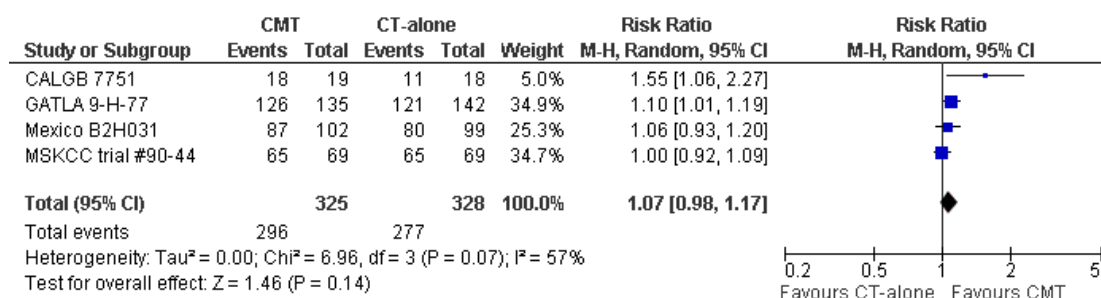 CMT CT-alone Risk Ratio Risk Ratio
Study or Subgroup Events Total Events Total Weight M-H, Random, 95% CI M-H, Random, 95% CI
CALGB 7751 18 19 11 18 5.0% 1.55 [1.06, 2.27]
GATLA 9-H-77 126 135 121 142 34.9% 1.10 [1.01, 1.19]
Mexico B2H031 87 102 80 99 25.3% 1.06 [0.93, 1.20]
MSKCC trial #90-44 65 69 65 69 34.7% 1.00 [0.92, 1.09]
Total (95% CI) 325 328 100.0% 1.07 [0.98, 1.17]
Total events 296 277
Heterogeneity: Tau² = 0.00; Chi² = 6.96, df = 3 (P = 0.07); I² = 57%
Test for overall effect: Z = 1.46 (P = 0.14)
0.2 0.5 1 2 5
Favours CT-alone Favours CMT